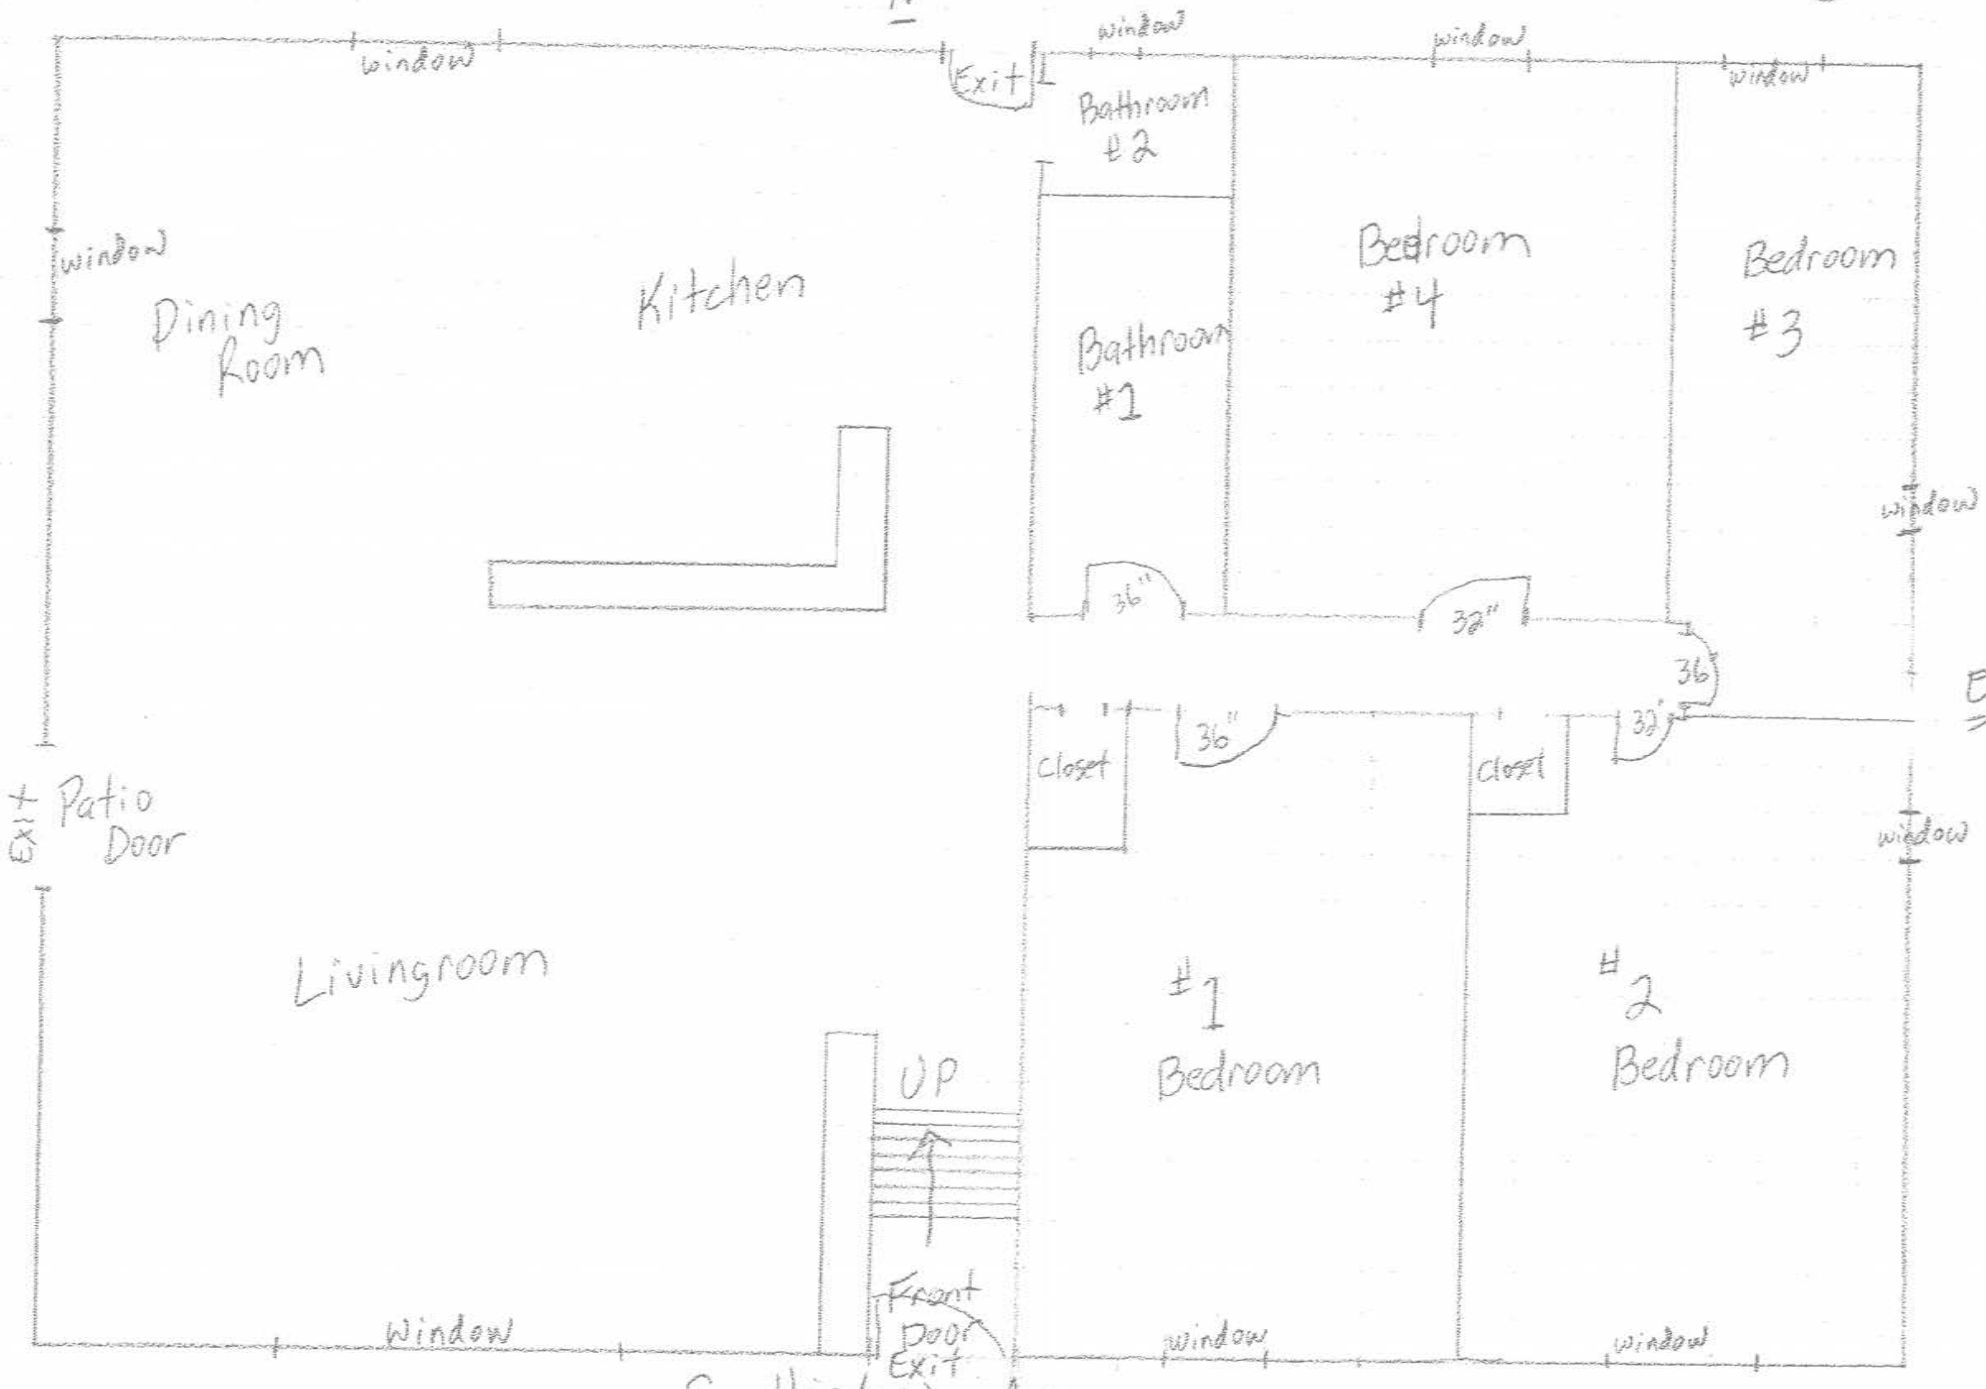 N
window
window
window
window
Exit
Bathroom
#2
window
Dining
Room
Kitchen
Bedroom
#4
Bedroom
#3
Bathroom
#1
window
36"
32"
36"
E
Closet
36"
Closet
32"
Exit
Patio
Door
window
Livingroom
#1
Bedroom
#2
Bedroom
UP
Front
Door
Exit
Window
window
window